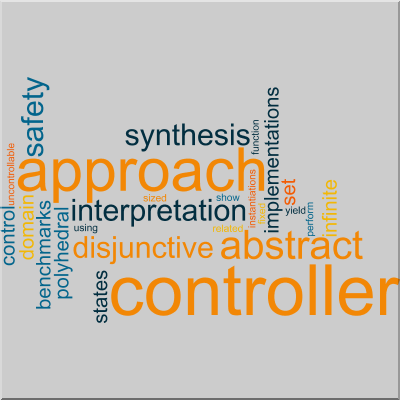 safety
uncontrollable
control
domain
benchmarks
polyhedral
synthesis
function
implementations
approach
sized
show
instantiations
fixed
set
infinite
interpretation
related
yield
perform
using
disjunctive
abstract
states
controller